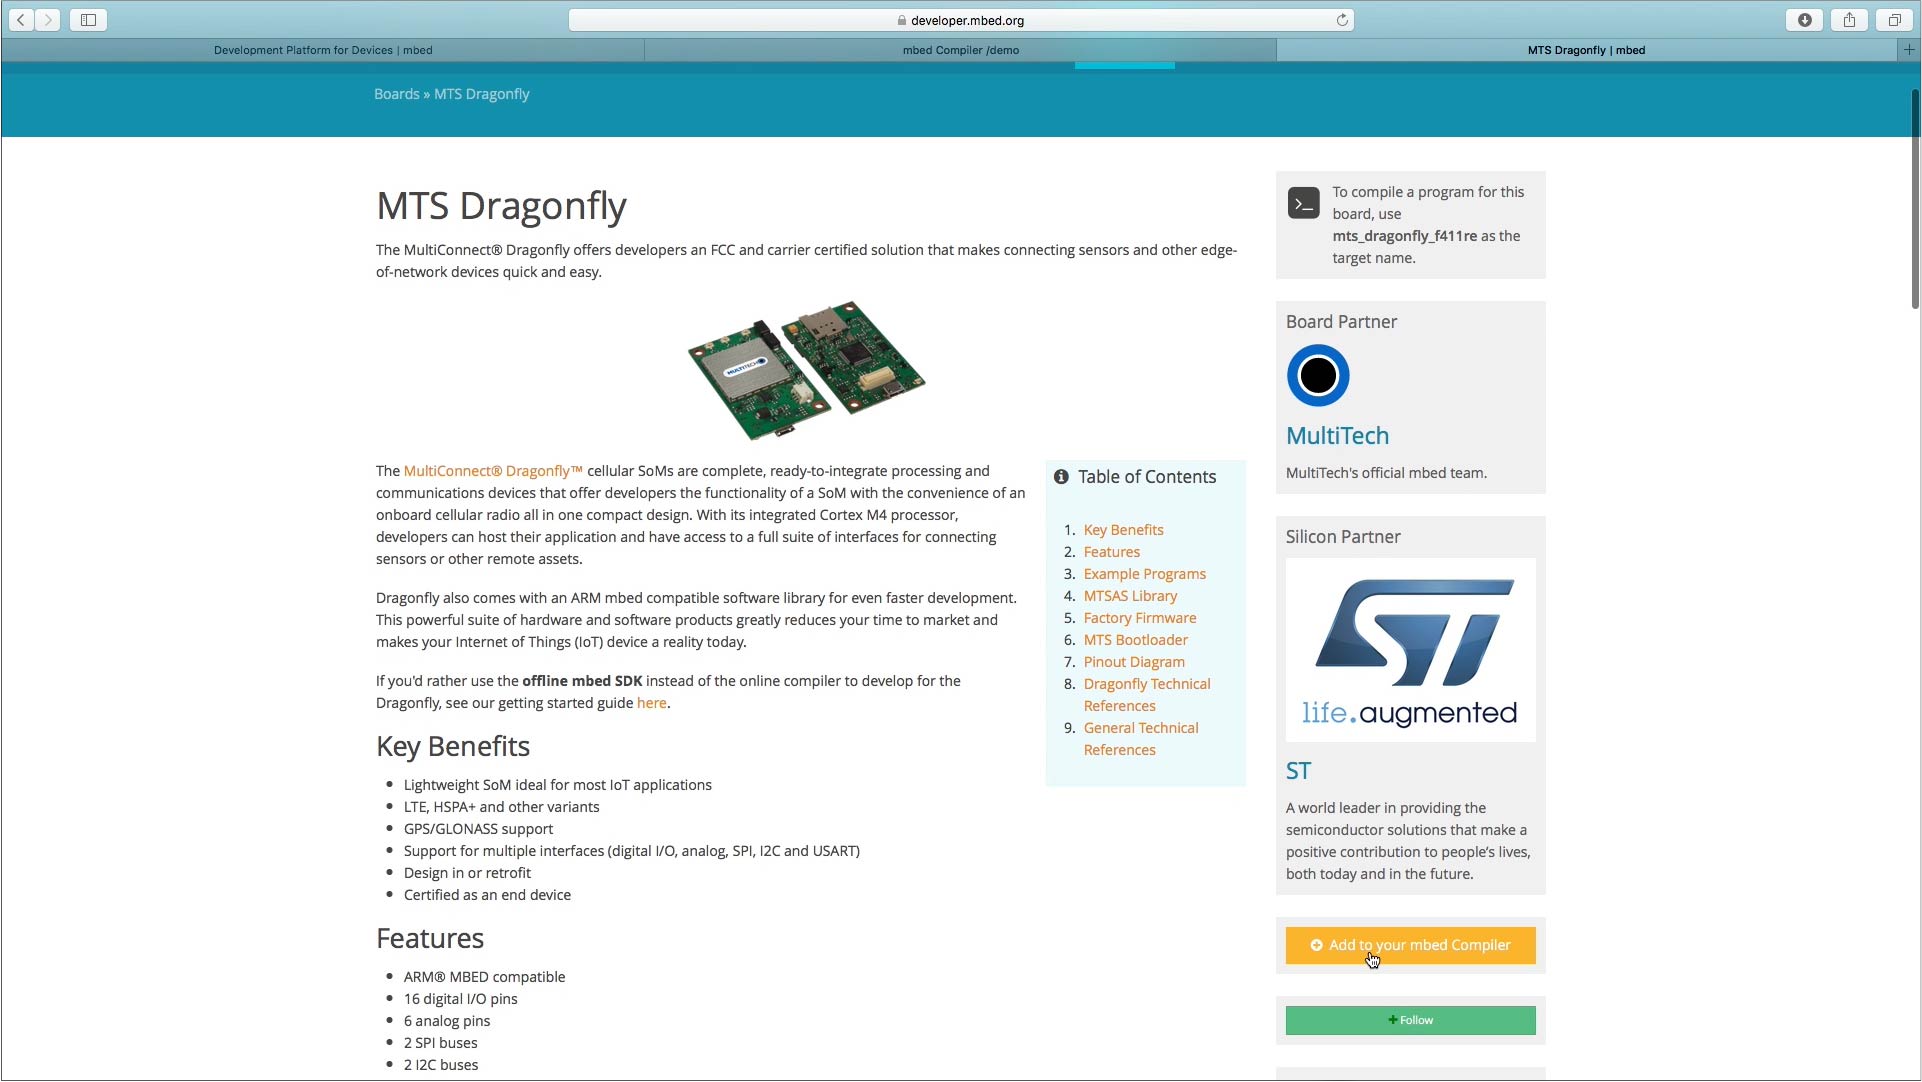 developer.mbed.org
Development Platform for Devices | mbed
mbed Compiler /demo
MTS Dragonfly | mbed
Boards » MTS Dragonfly
MTS Dragonfly
The MultiConnect® Dragonfly offers developers an FCC and carrier certified solution that makes connecting sensors and other edge-
of-network devices quick and easy.
MULTITECH
The MultiConnect® Dragonfly™ cellular SoMs are complete, ready-to-integrate processing and
communications devices that offer developers the functionality of a SoM with the convenience of an
onboard cellular radio all in one compact design. With its integrated Cortex M4 processor,
developers can host their application and have access to a full suite of interfaces for connecting
sensors or other remote assets.
Dragonfly also comes with an ARM mbed compatible software library for even faster development.
This powerful suite of hardware and software products greatly reduces your time to market and
makes your Internet of Things (IoT) device a reality today.
If you'd rather use the offline mbed SDK instead of the online compiler to develop for the
Dragonfly, see our getting started guide here.
Key Benefits
Lightweight SoM ideal for most IoT applications
LTE, HSPA+ and other variants
GPS/GLONASS support
Support for multiple interfaces (digital I/O, analog, SPI, I2C and USART)
Design in or retrofit
Certified as an end device
Features
ARM® MBED compatible
16 digital I/O pins
6 analog pins
2 SPI buses
2 I2C buses
Table of Contents
1. Key Benefits
2. Features
3. Example Programs
4. MTSAS Library
5. Factory Firmware
6. MTS Bootloader
7. Pinout Diagram
8. Dragonfly Technical
References
9. General Technical
References
To compile a program for this
board, use
mts_dragonfly_f411re as the
target name.
Board Partner
MultiTech
MultiTech's official mbed team.
Silicon Partner
ST
life.augmented
ST
A world leader in providing the
semiconductor solutions that make a
positive contribution to people's lives,
both today and in the future.
Add to your mbed Compiler
Follow